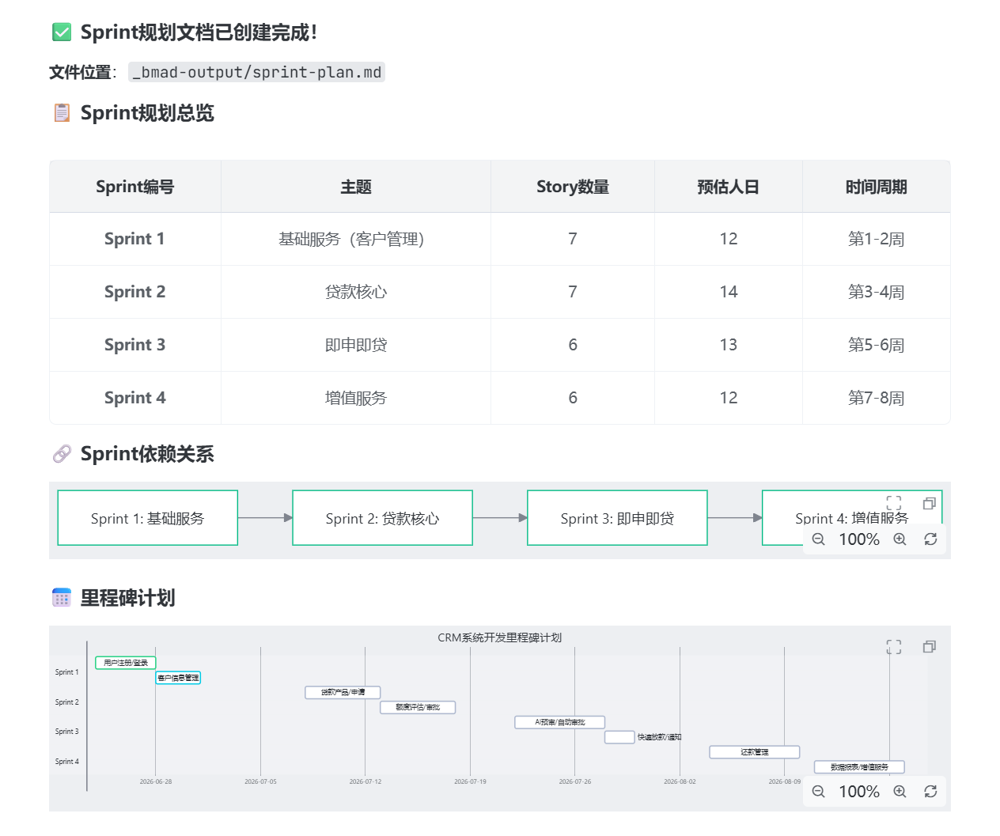 Sprint规划文档已创建完成！
文件位置： _bmad-output/sprint-plan.md
Sprint规划总览
Sprint编号 主题 Story数量 预估人日 时间周期
Sprint 1 基础服务（客户管理） 7 12 第1-2周
Sprint 2 贷款核心 7 14 第3-4周
Sprint 3 即申即贷 6 13 第5-6周
Sprint 4 增值服务 6 12 第7-8周
Sprint依赖关系
Sprint 1: 基础服务 Sprint 2: 贷款核心 Sprint 3: 即申即贷 Sprint 4: 增值服务
100%
里程碑计划
CRM系统开发里程碑计划
用户注册/登录
Sprint 1
客户信息管理
贷款产品/申请
Sprint 2
额度评估/审批
AI预审/自动审批
Sprint 3
快速放款/通知
还款管理
Sprint 4
数据报表/增值服务
2026-06-28 2026-07-05 2026-07-12 2026-07-19 2026-07-26 2026-08-02 2026-08-09
100%